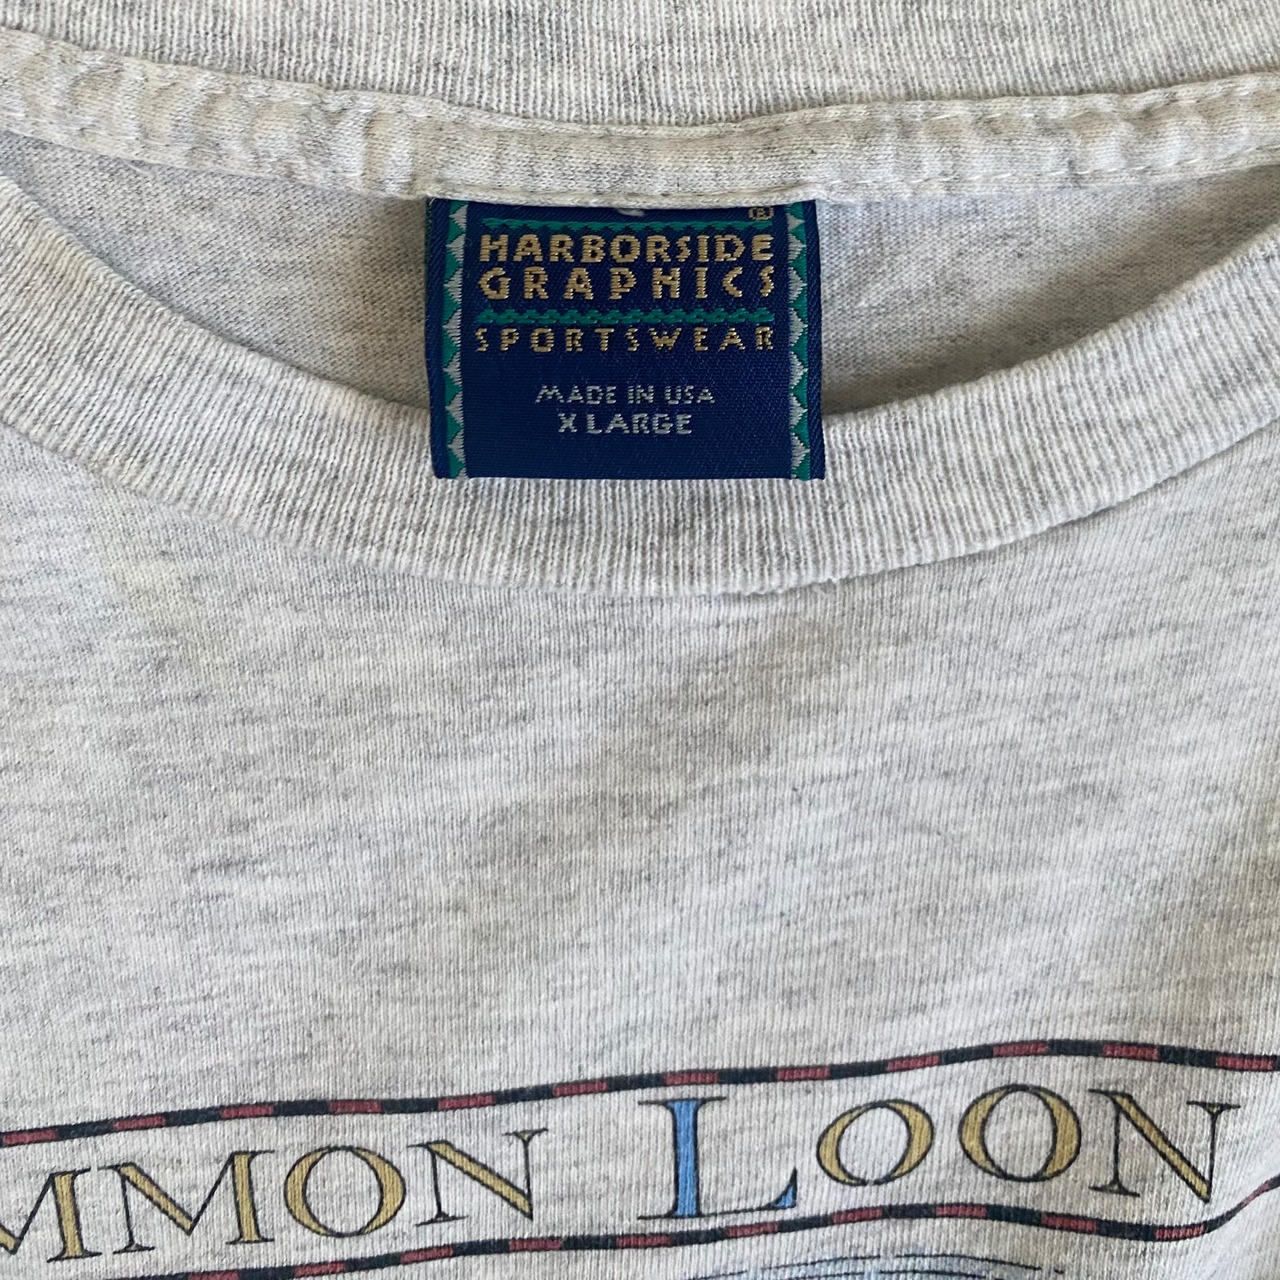 ®
HARBORSIDE
GRAPHICS
SPORTSWEAR
MADE IN USA
X LARGE
MMON LOON